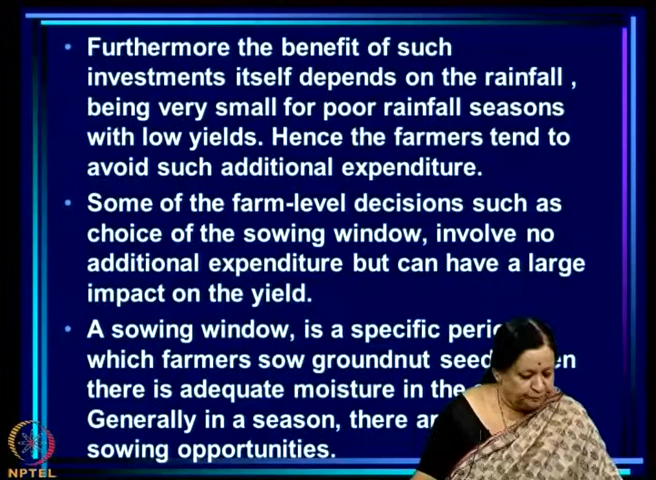 • Furthermore the benefit of such
investments itself depends on the rainfall ,
being very small for poor rainfall seasons
with low yields. Hence the farmers tend to
avoid such additional expenditure.
• Some of the farm-level decisions such as
choice of the sowing window, involve no
additional expenditure but can have a large
impact on the yield.
• A sowing window, is a specific
which farmers sow groundnut
there is adequate moisture in the
Generally in a season, there
sowing opportunities.
NPTEL